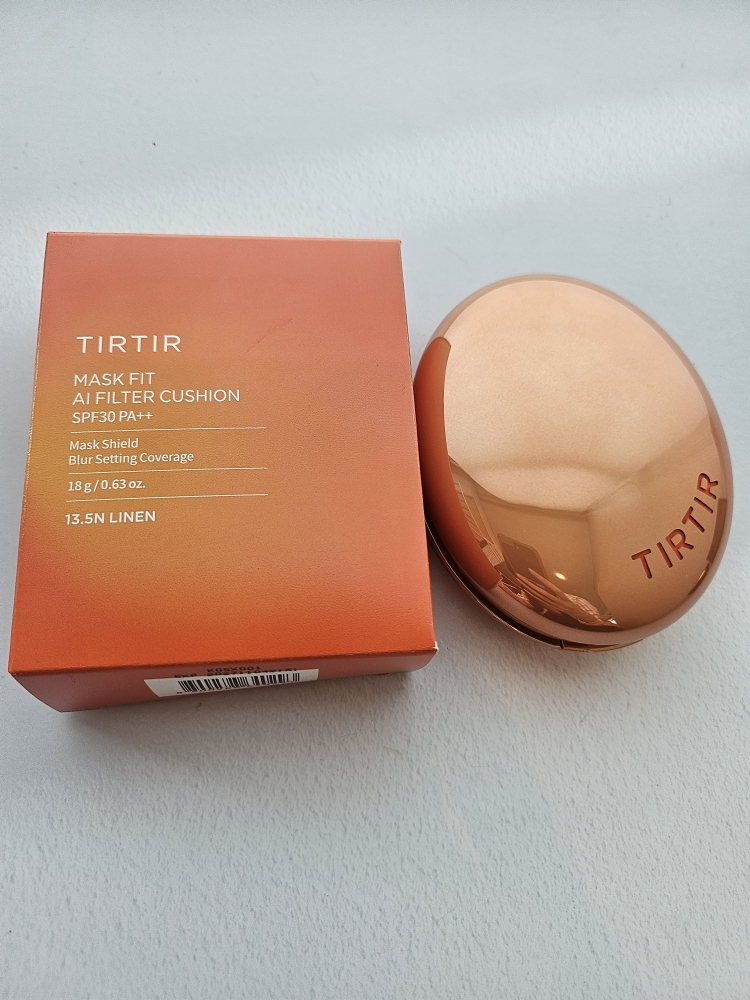 TIRTIR
MASK FIT
AI FILTER CUSHION
SPF30 PA++
Mask Shield
Blur Setting Coverage
18 g / 0.63 oz.
13.5N LINEN
TIRTIR